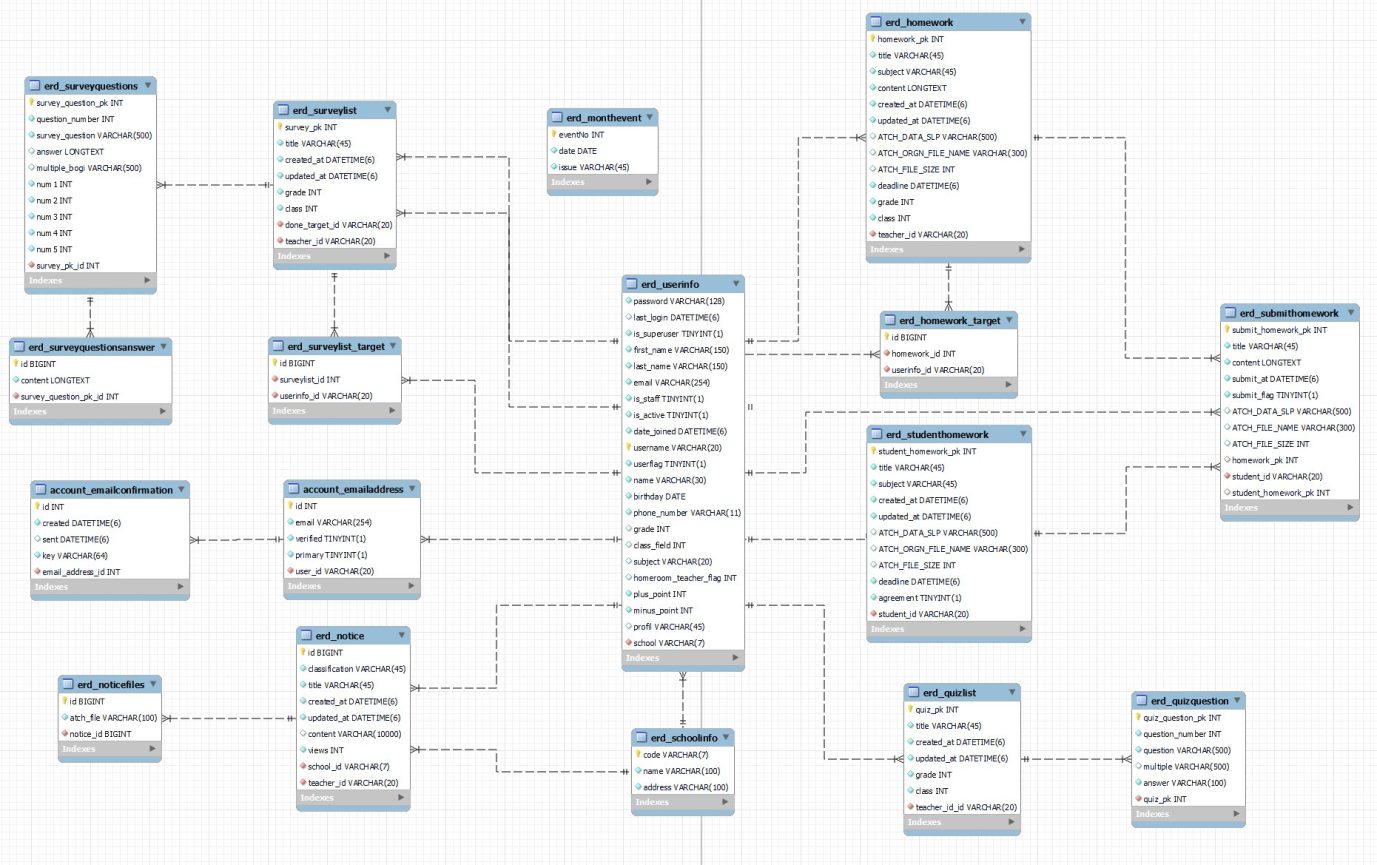 erd_surveyquestions
survey_question_pk INT
question_number INT
survey_question VARCHAR(500)
answer LONGTEXT
multiple_bogi VARCHAR(500)
num 1 INT
num 2 INT
num 3 INT
num 4 INT
num 5 INT
survey_pk_id INT
Indexes
erd_surveylist
survey_pk INT
title VARCHAR(45)
created_at DATETIME(6)
updated_at DATETIME(6)
grade INT
class INT
done_target_id VARCHAR(20)
teacher_id VARCHAR(20)
Indexes
erd_monthevent
eventNo INT
date DATE
issue VARCHAR(45)
Indexes
erd_homework
homework_pk INT
title VARCHAR(45)
subject VARCHAR(45)
content LONGTEXT
created_at DATETIME(6)
updated_at DATETIME(6)
ATCH_DATA_SLP VARCHAR(500)
ATCH_ORGN_FILE_NAME VARCHAR(300)
ATCH_FILE_SIZE INT
deadline DATETIME(6)
grade INT
class INT
teacher_id VARCHAR(20)
Indexes
erd_surveyquestionsanswer
id BIGINT
content LONGTEXT
survey_question_pk_id INT
Indexes
erd_surveylist_target
id BIGINT
surveylist_id INT
userinfo_id VARCHAR(20)
Indexes
erd_userinfo
password VARCHAR(128)
last_login DATETIME(6)
is_superuser TINYINT(1)
first_name VARCHAR(150)
last_name VARCHAR(150)
email VARCHAR(254)
is_staff TINYINT(1)
is_active TINYINT(1)
date_joined DATETIME(6)
username VARCHAR(20)
userflag TINYINT(1)
name VARCHAR(30)
birthday DATE
phone_number VARCHAR(11)
grade INT
class_field INT
subject VARCHAR(20)
homeroom_teacher_flag INT
plus_point INT
minus_point INT
profil VARCHAR(45)
school VARCHAR(7)
Indexes
erd_homework_target
id BIGINT
homework_id INT
userinfo_id VARCHAR(20)
Indexes
erd_submithomework
submit_homework_pk INT
title VARCHAR(45)
content LONGTEXT
submit_at DATETIME(6)
submit_flag TINYINT(1)
ATCH_DATA_SLP VARCHAR(500)
ATCH_FILE_NAME VARCHAR(300)
ATCH_FILE_SIZE INT
homework_pk INT
student_id VARCHAR(20)
student_homework_pk INT
Indexes
erd_studenthomework
student_homework_pk INT
title VARCHAR(45)
subject VARCHAR(45)
created_at DATETIME(6)
updated_at DATETIME(6)
ATCH_DATA_SLP VARCHAR(500)
ATCH_ORGN_FILE_NAME VARCHAR(300)
ATCH_FILE_SIZE INT
deadline DATETIME(6)
agreement TINYINT(1)
student_id VARCHAR(20)
Indexes
account_emailconfirmation
id INT
created DATETIME(6)
sent DATETIME(6)
key VARCHAR(64)
email_address_id INT
Indexes
account_emailaddress
id INT
email VARCHAR(254)
verified TINYINT(1)
primary TINYINT(1)
user_id VARCHAR(20)
Indexes
erd_noticefiles
id BIGINT
atch_file VARCHAR(100)
notice_id BIGINT
Indexes
erd_notice
id BIGINT
classification VARCHAR(45)
title VARCHAR(45)
created_at DATETIME(6)
updated_at DATETIME(6)
content VARCHAR(10000)
views INT
school_id VARCHAR(7)
teacher_id VARCHAR(20)
Indexes
erd_schoolinfo
code VARCHAR(7)
name VARCHAR(100)
address VARCHAR(100)
Indexes
erd_quizlist
quiz_pk INT
title VARCHAR(45)
created_at DATETIME(6)
updated_at DATETIME(6)
grade INT
class INT
teacher_id_id VARCHAR(20)
Indexes
erd_quizquestion
quiz_question_pk INT
question_number INT
question VARCHAR(500)
multiple VARCHAR(500)
answer VARCHAR(100)
quiz_pk INT
Indexes